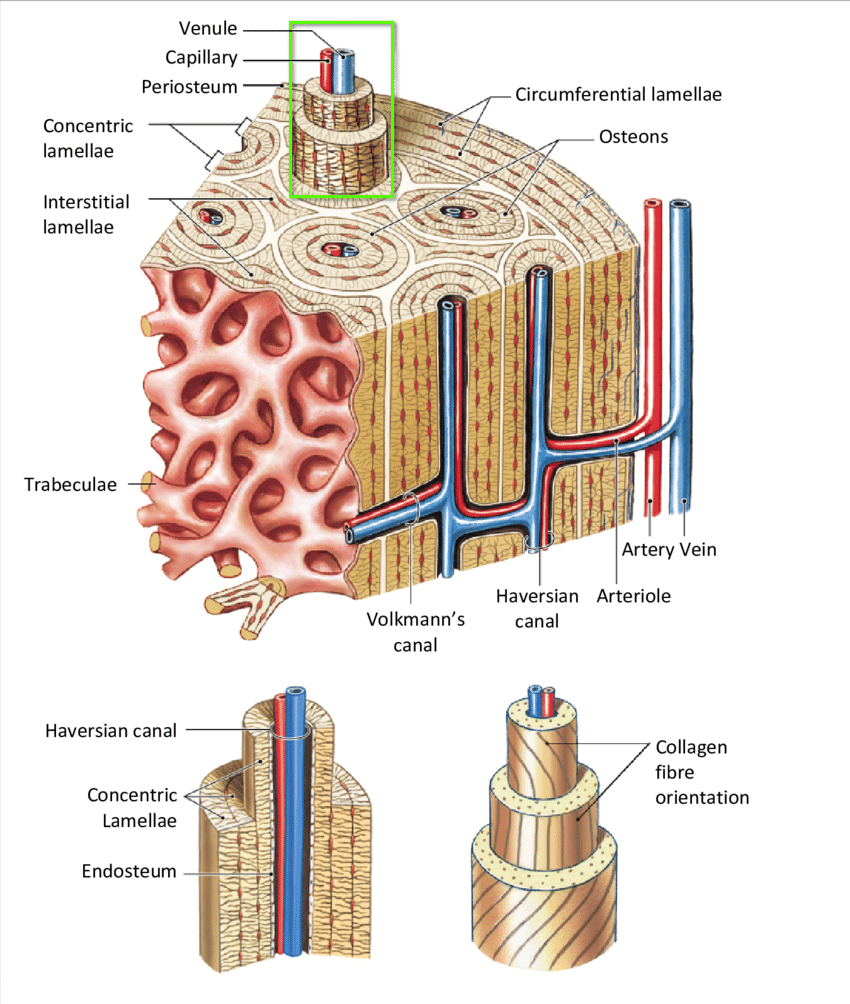 Venule
Capillary
Periosteum
Circumferential lamellae
Concentric
lamellae
Osteons
Interstitial
lamellae
Trabeculae
Artery Vein
Haversian
canal
Arteriole
Volkmann's
canal
Haversian canal
Concentric
Lamellae
Endosteum
Collagen
fibre
orientation